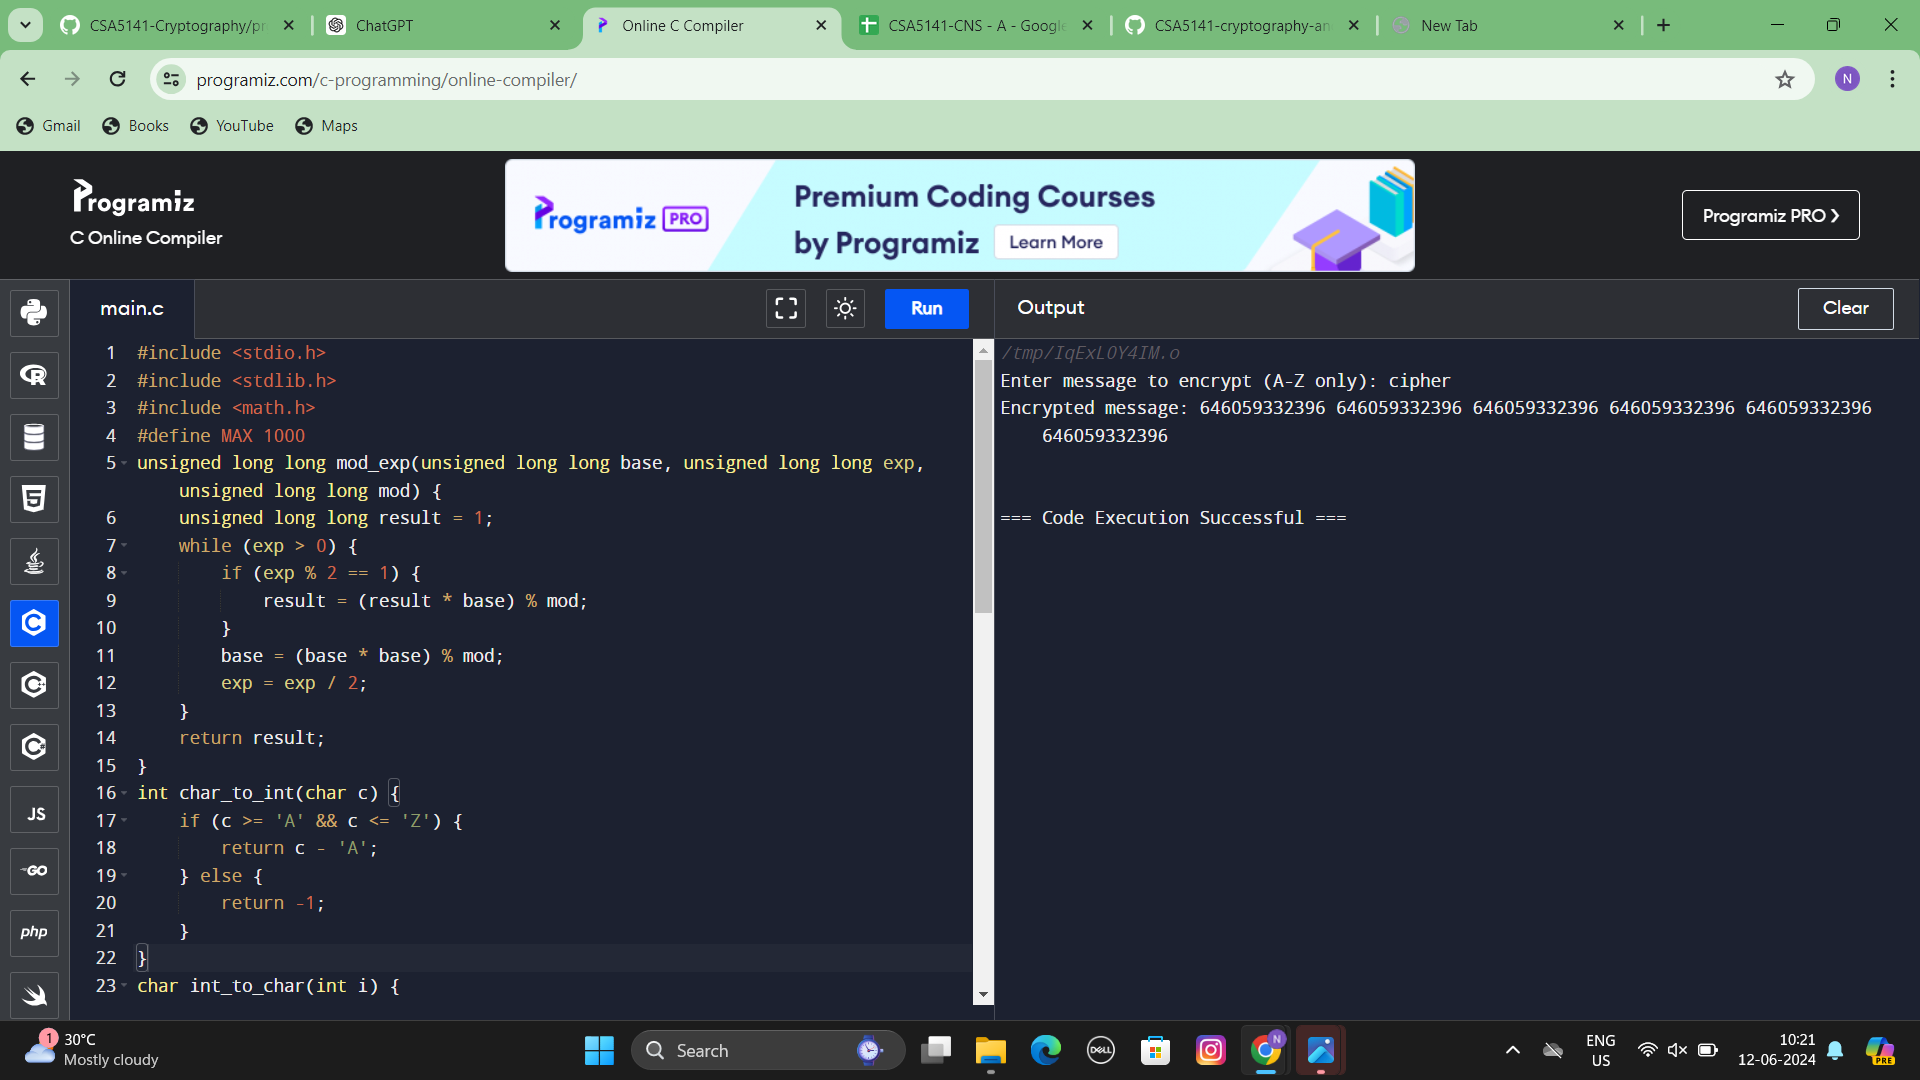 CSA5141-Cryptography/pr
ChatGPT
Online C Compiler
CSA5141-CNS - A - Google
CSA5141-cryptography-an
New Tab
programiz.com/c-programming/online-compiler/
N
Gmail
Books
YouTube
Maps
Programiz
C Online Compiler
Programiz PRO
Premium Coding Courses
by Programiz
Learn More
Programiz PRO ❯
main.c
Run
Output
Clear
1 #include <stdio.h>
2 #include <stdlib.h>
3 #include <math.h>
4 #define MAX 1000
5 unsigned long long mod_exp(unsigned long long base, unsigned long long exp,
unsigned long long mod) {
6 unsigned long long result = 1;
7 while (exp > 0) {
8 if (exp % 2 == 1) {
9 result = (result * base) % mod;
10 }
11 base = (base * base) % mod;
12 exp = exp / 2;
13 }
14 return result;
15 }
16 int char_to_int(char c) {
17 if (c >= 'A' && c <= 'Z') {
18 return c - 'A';
19 } else {
20 return -1;
21 }
22 }
23 char int_to_char(int i) {
/tmp/IqExLOY4IM.o
Enter message to encrypt (A-Z only): cipher
Encrypted message: 646059332396 646059332396 646059332396 646059332396 646059332396
646059332396
=== Code Execution Successful ===
R
5
C
C
C
JS
GO
php
1
30°C
Mostly cloudy
Search
DELL
N
ENG
US
10:21
12-06-2024
PRE